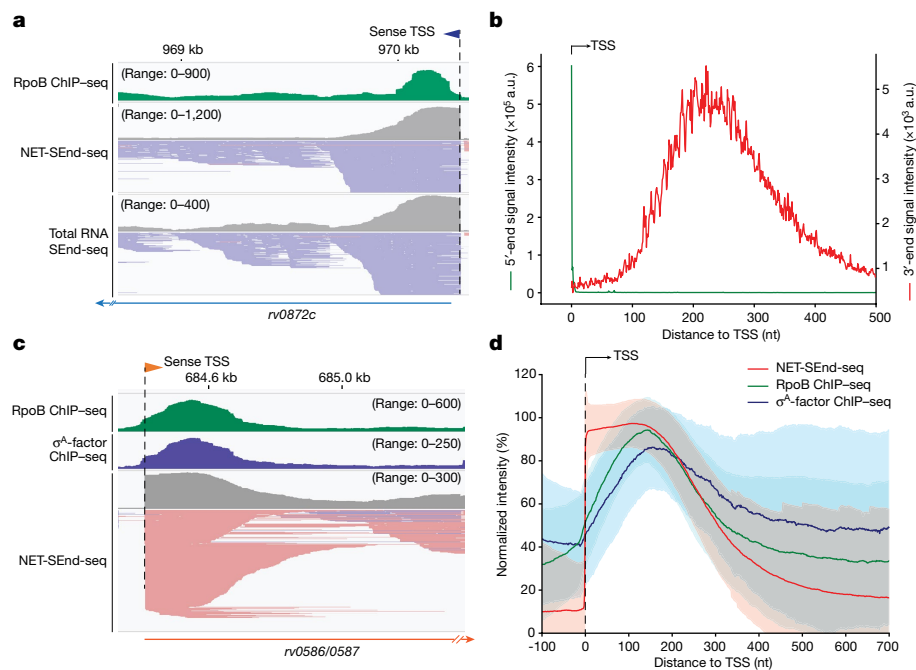 a
Sense TSS
969 kb
970 kb
RpoB ChIP–seq
(Range: 0–900)
(Range: 0–1,200)
NET-SEnd-seq
(Range: 0–400)
Total RNA
SEnd-seq
rv0872c
b
TSS
6
5
4
3
2
1
0
5′-end signal intensity (×10⁵ a.u.)
5
4
3
2
1
3′-end signal intensity (×10³ a.u.)
0
100
200
300
400
500
Distance to TSS (nt)
c
Sense TSS
684.6 kb
685.0 kb
RpoB ChIP–seq
(Range: 0–600)
σᴬ-factor
ChIP–seq
(Range: 0–250)
(Range: 0–300)
NET-SEnd-seq
rv0586/0587
d
TSS
NET-SEnd-seq
RpoB ChIP–seq
σᴬ-factor ChIP–seq
120
100
80
60
40
20
0
Normalized intensity (%)
-100
0
100
200
300
400
500
600
700
Distance to TSS (nt)